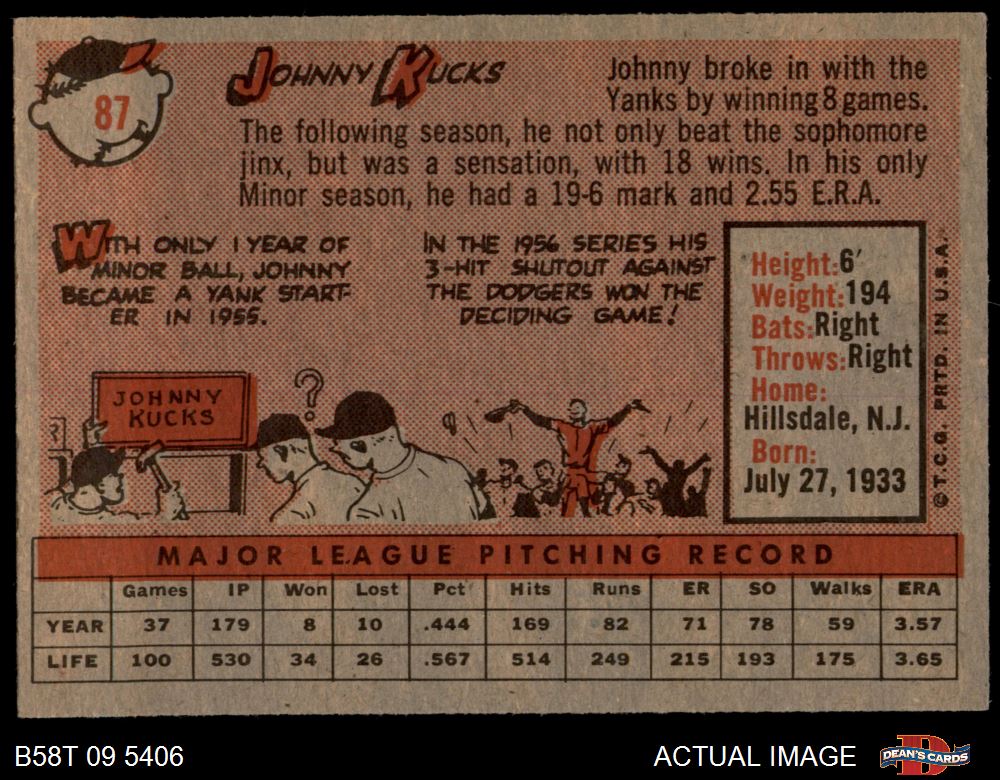 87
JOHNNY KUCKS
Johnny broke in with the
Yanks by winning 8 games.
The following season, he not only beat the sophomore
jinx, but was a sensation, with 18 wins. In his only
Minor season, he had a 19-6 mark and 2.55 E.R.A.
WITH ONLY 1 YEAR OF
MINOR BALL, JOHNNY
BECAME A YANK START-
ER IN 1955.
IN THE 1956 SERIES HIS
3-HIT SHUTOUT AGAINST
THE DODGERS WON THE
DECIDING GAME!
JOHNNY
KUCKS
?
?
Height: 6'
Weight: 194
Bats: Right
Throws: Right
Home:
Hillsdale, N.J.
Born:
July 27, 1933
© T.C.G. PRTD. IN U.S.A.
MAJOR LEAGUE PITCHING RECORD
Games IP Won Lost Pct Hits Runs ER SO Walks ERA
YEAR 37 179 8 10 .444 169 82 71 78 59 3.57
LIFE 100 530 34 26 .567 514 249 215 193 175 3.65
B58T 09 5406
ACTUAL IMAGE
D
DEAN'S CARDS